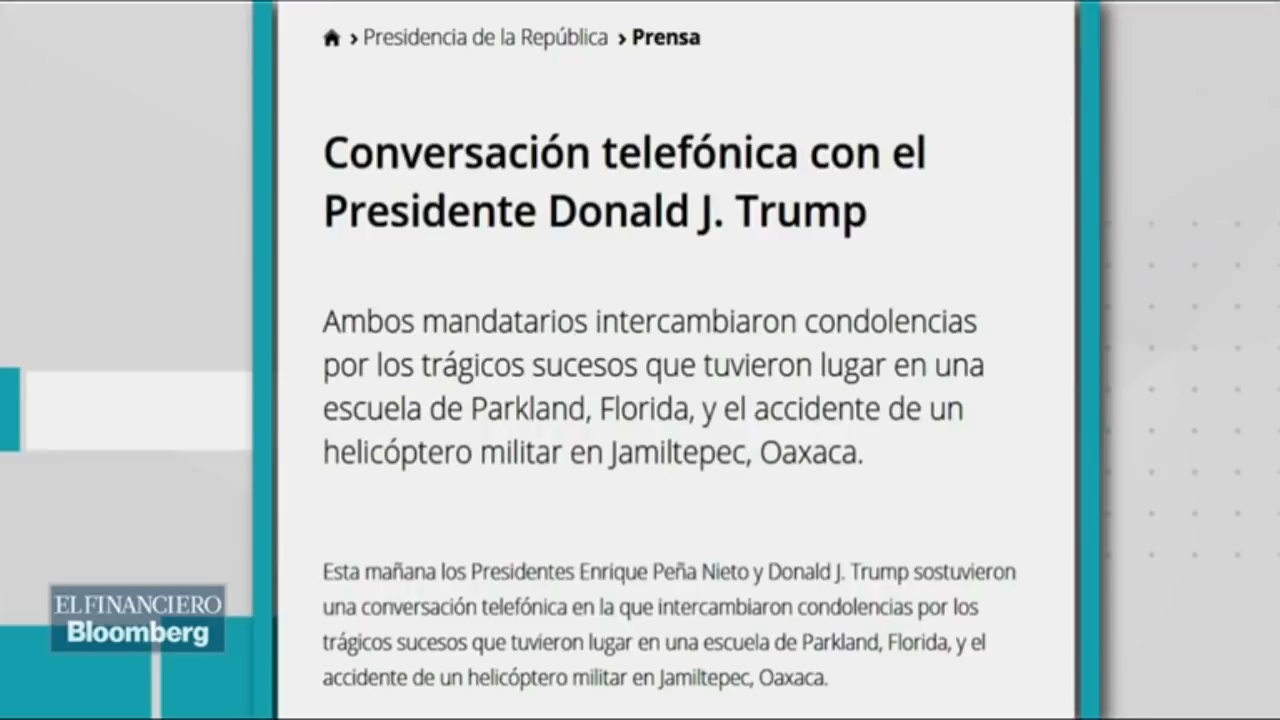 Presidencia de la República › Prensa
Conversación telefónica con el
Presidente Donald J. Trump
Ambos mandatarios intercambiaron condolencias
por los trágicos sucesos que tuvieron lugar en una
escuela de Parkland, Florida, y el accidente de un
helicóptero militar en Jamiltepec, Oaxaca.
Esta mañana los Presidentes Enrique Peña Nieto y Donald J. Trump sostuvieron
una conversación telefónica en la que intercambiaron condolencias por los
trágicos sucesos que tuvieron lugar en una escuela de Parkland, Florida, y el
accidente de un helicóptero militar en Jamiltepec, Oaxaca.
EL FINANCIERO
Bloomberg